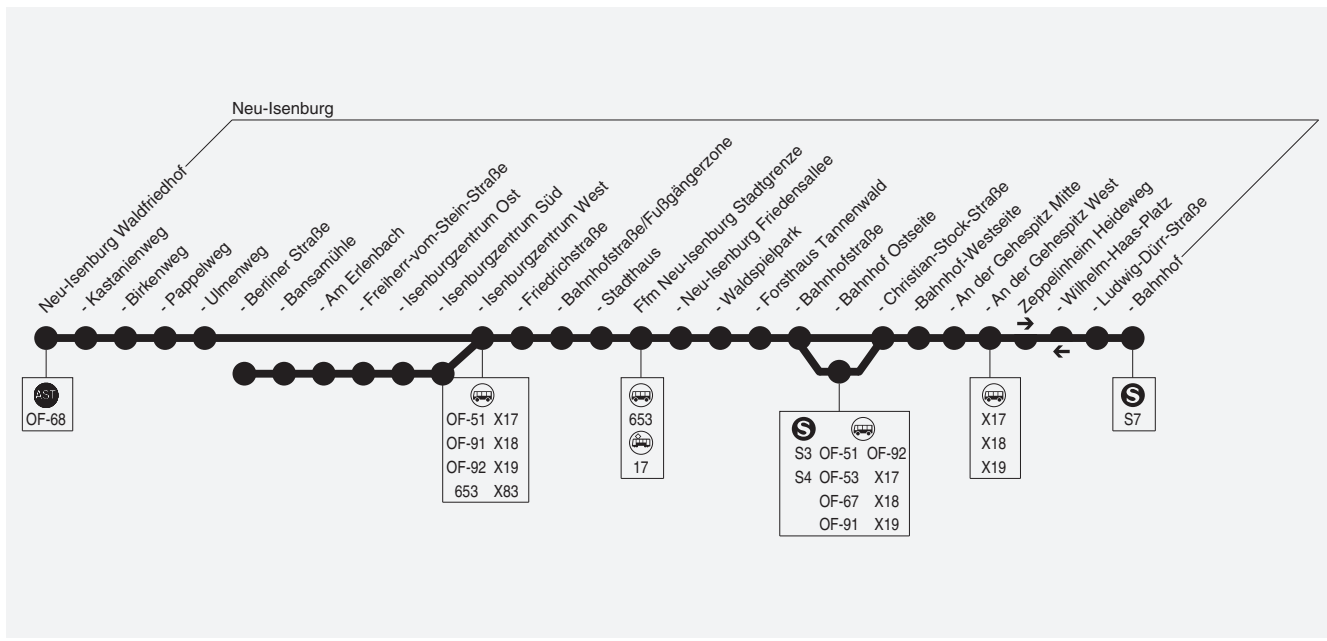 Neu-Isenburg
Neu-Isenburg Waldfriedhof
- Kastanienweg
- Birkenweg
- Pappelweg
- Ulmenweg
- Berliner Straße
- Bansamühle
- Am Erlenbach
- Freiherr-vom-Stein-Straße
- Isenburgzentrum Ost
- Isenburgzentrum Süd
- Isenburgzentrum West
- Friedrichstraße
- Bahnhofstraße/Fußgängerzone
- Stadthaus
Ffm Neu-Isenburg Stadtgrenze
- Neu-Isenburg Friedensallee
- Waldspielpark
- Forsthaus Tannenwald
- Bahnhofstraße
- Bahnhof Ostseite
- Christian-Stock-Straße
- Bahnhof-Westseite
- An der Gehespitz Mitte
- An der Gehespitz West
Zeppelinheim Heideweg
- Wilhelm-Haas-Platz
- Ludwig-Dürr-Straße
- Bahnhof
AST
OF-68
OF-51 X17
OF-91 X18
OF-92 X19
653 X83
653
17
S
S3 OF-51 OF-92
S4 OF-53 X17
OF-67 X18
OF-91 X19
X17
X18
X19
S
S7